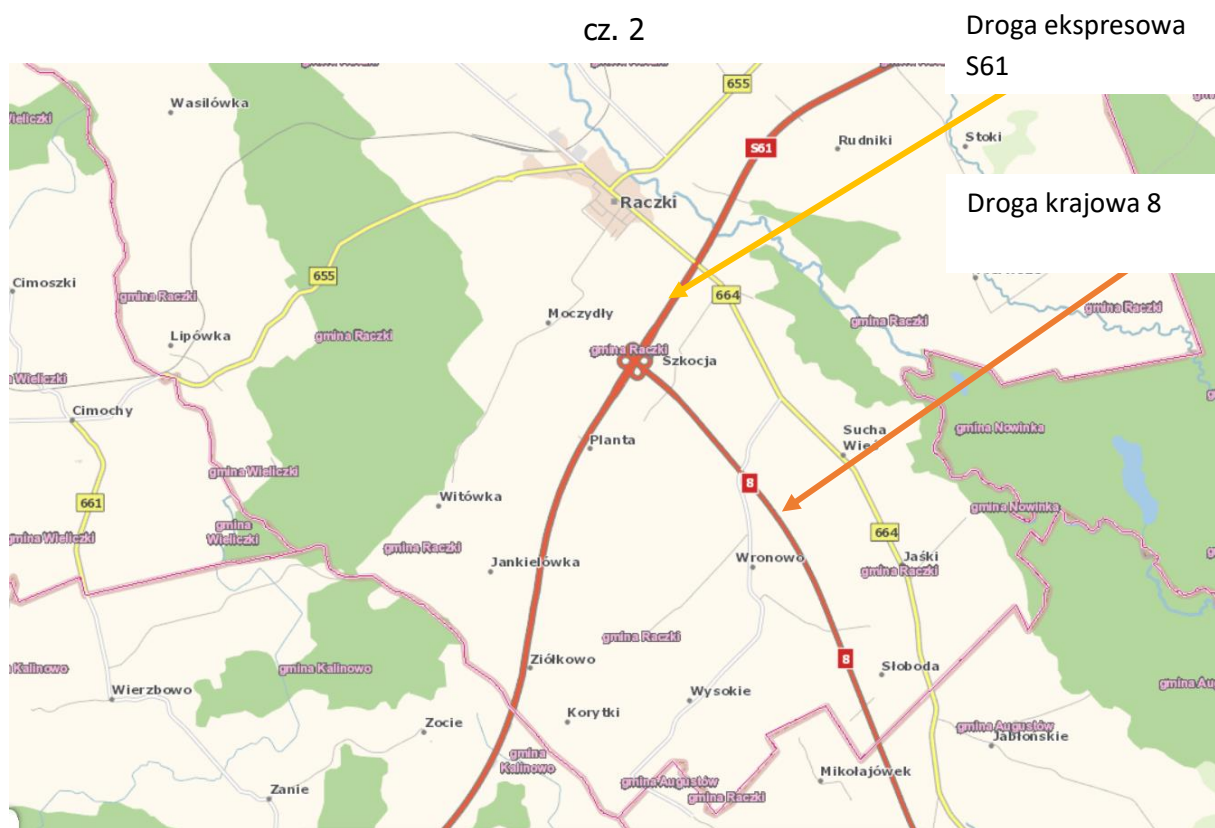 cz. 2
Droga ekspresowa
S61
655
Wasilówka
Wieliczki
S61
Rudniki
Stoki
Droga krajowa 8
Raczki
655
664
Cimoszki
gmina Raczki
gmina Raczki
Moczydły
gmina Raczki
gmina Raczki
Lipówka
gmina Raczki
Szkocja
a Wieliczki
Cimochy
Sucha
Wieś
gmina Nowinka
Planta
gmina Wieliczki
8
661
Witówka
gmina Nowinka
gmina
Wieliczki
gmina Wieliczki
gmina Raczki
664
Wronowo
Jaśki
gmina Raczki
Jankielówka
gmina Raczki
Ziółkowo
8
Słoboda
Kalinowo
gmina Kalinowo
Wierzbowo
Wysokie
gmina Au
Korytki
Zocie
gmina Augustów
Jabłońskie
gmina
Kalinowo
gmina Augustów
Mikołajówek
Zanie
gmina Raczki